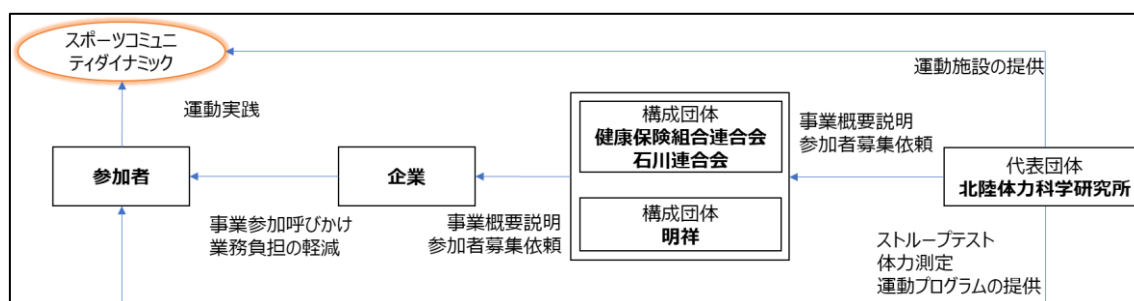 スポーツコミュニ
ティダイナミック
運動施設の提供
運動実践
構成団体
健康保険組合連合会
石川連合会
事業概要説明
参加者募集依頼
参加者
企業
代表団体
北陸体力科学研究所
事業参加呼びかけ
業務負担の軽減
事業概要説明
参加者募集依頼
構成団体
明祥
ストループテスト
体力測定
運動プログラムの提供